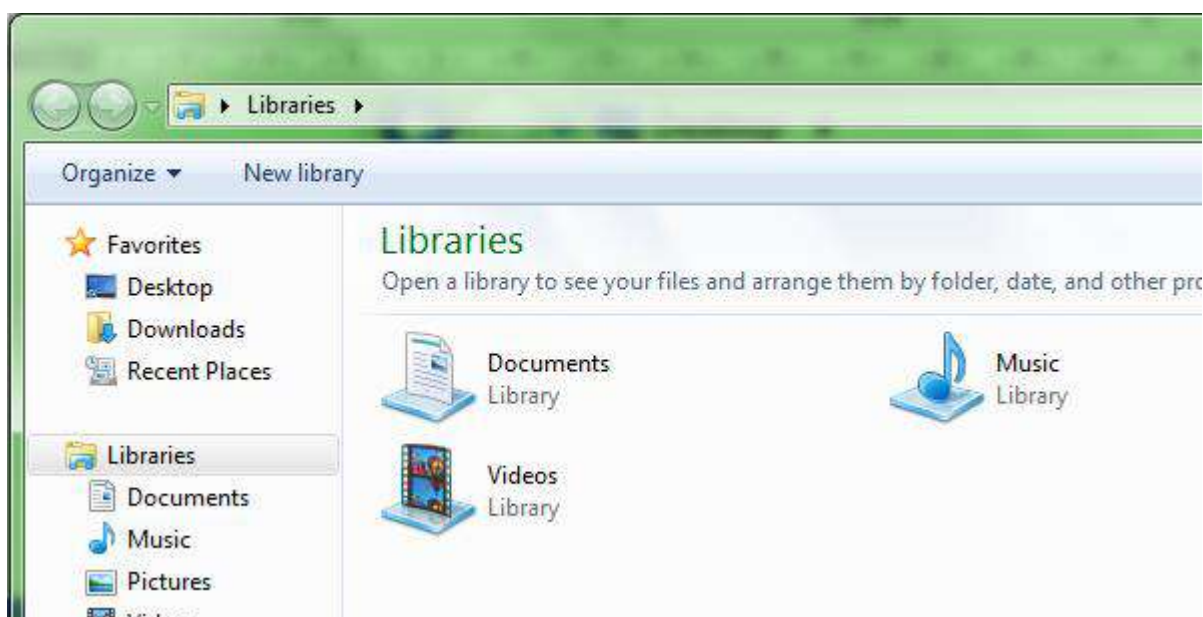 Libraries
Organize New library
Favorites
Desktop
Downloads
Recent Places
Libraries
Documents
Music
Pictures
Libraries
Open a library to see your files and arrange them by folder, date, and other
Documents
Library
Music
Library
Videos
Library